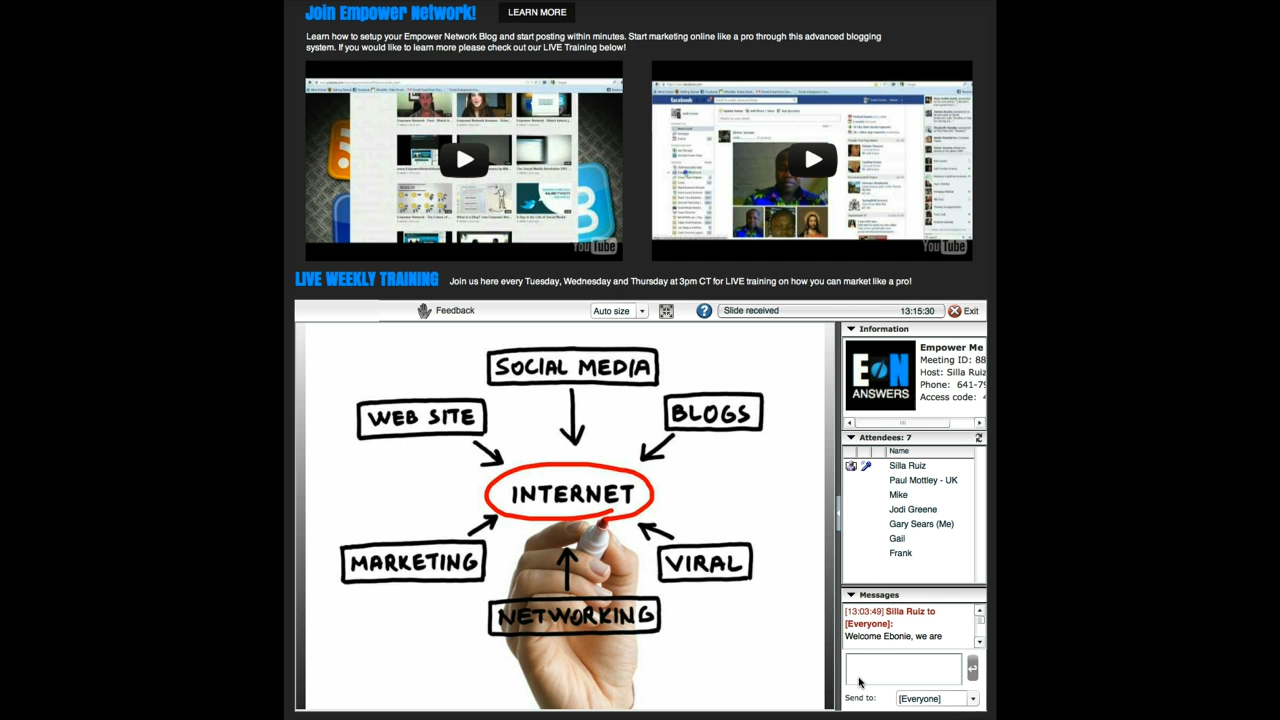 Join Empower Network!
LEARN MORE
Learn how to setup your Empower Network Blog and start posting within minutes. Start marketing online like a pro through this advanced blogging
system. If you would like to learn more please check out our LIVE Training below!
facebook
YouTube
YouTube
LIVE WEEKLY TRAINING
Join us here every Tuesday, Wednesday and Thursday at 3pm CT for LIVE training on how you can market like a pro!
Feedback
Auto size
?
Slide received
13:15:30
Exit
SOCIAL MEDIA
WEB SITE
BLOGS
INTERNET
MARKETING
VIRAL
NETWORKING
Information
EN
ANSWERS
Empower Me
Meeting ID: 88
Host: Silla Ruiz
Phone: 641-79
Access code:
Attendees: 7
Name
Silla Ruiz
Paul Mottley - UK
Mike
Jodi Greene
Gary Sears (Me)
Gail
Frank
Messages
[13:03:49] Silla Ruiz to
[Everyone]:
Welcome Ebonie, we are
Send to:
[Everyone]